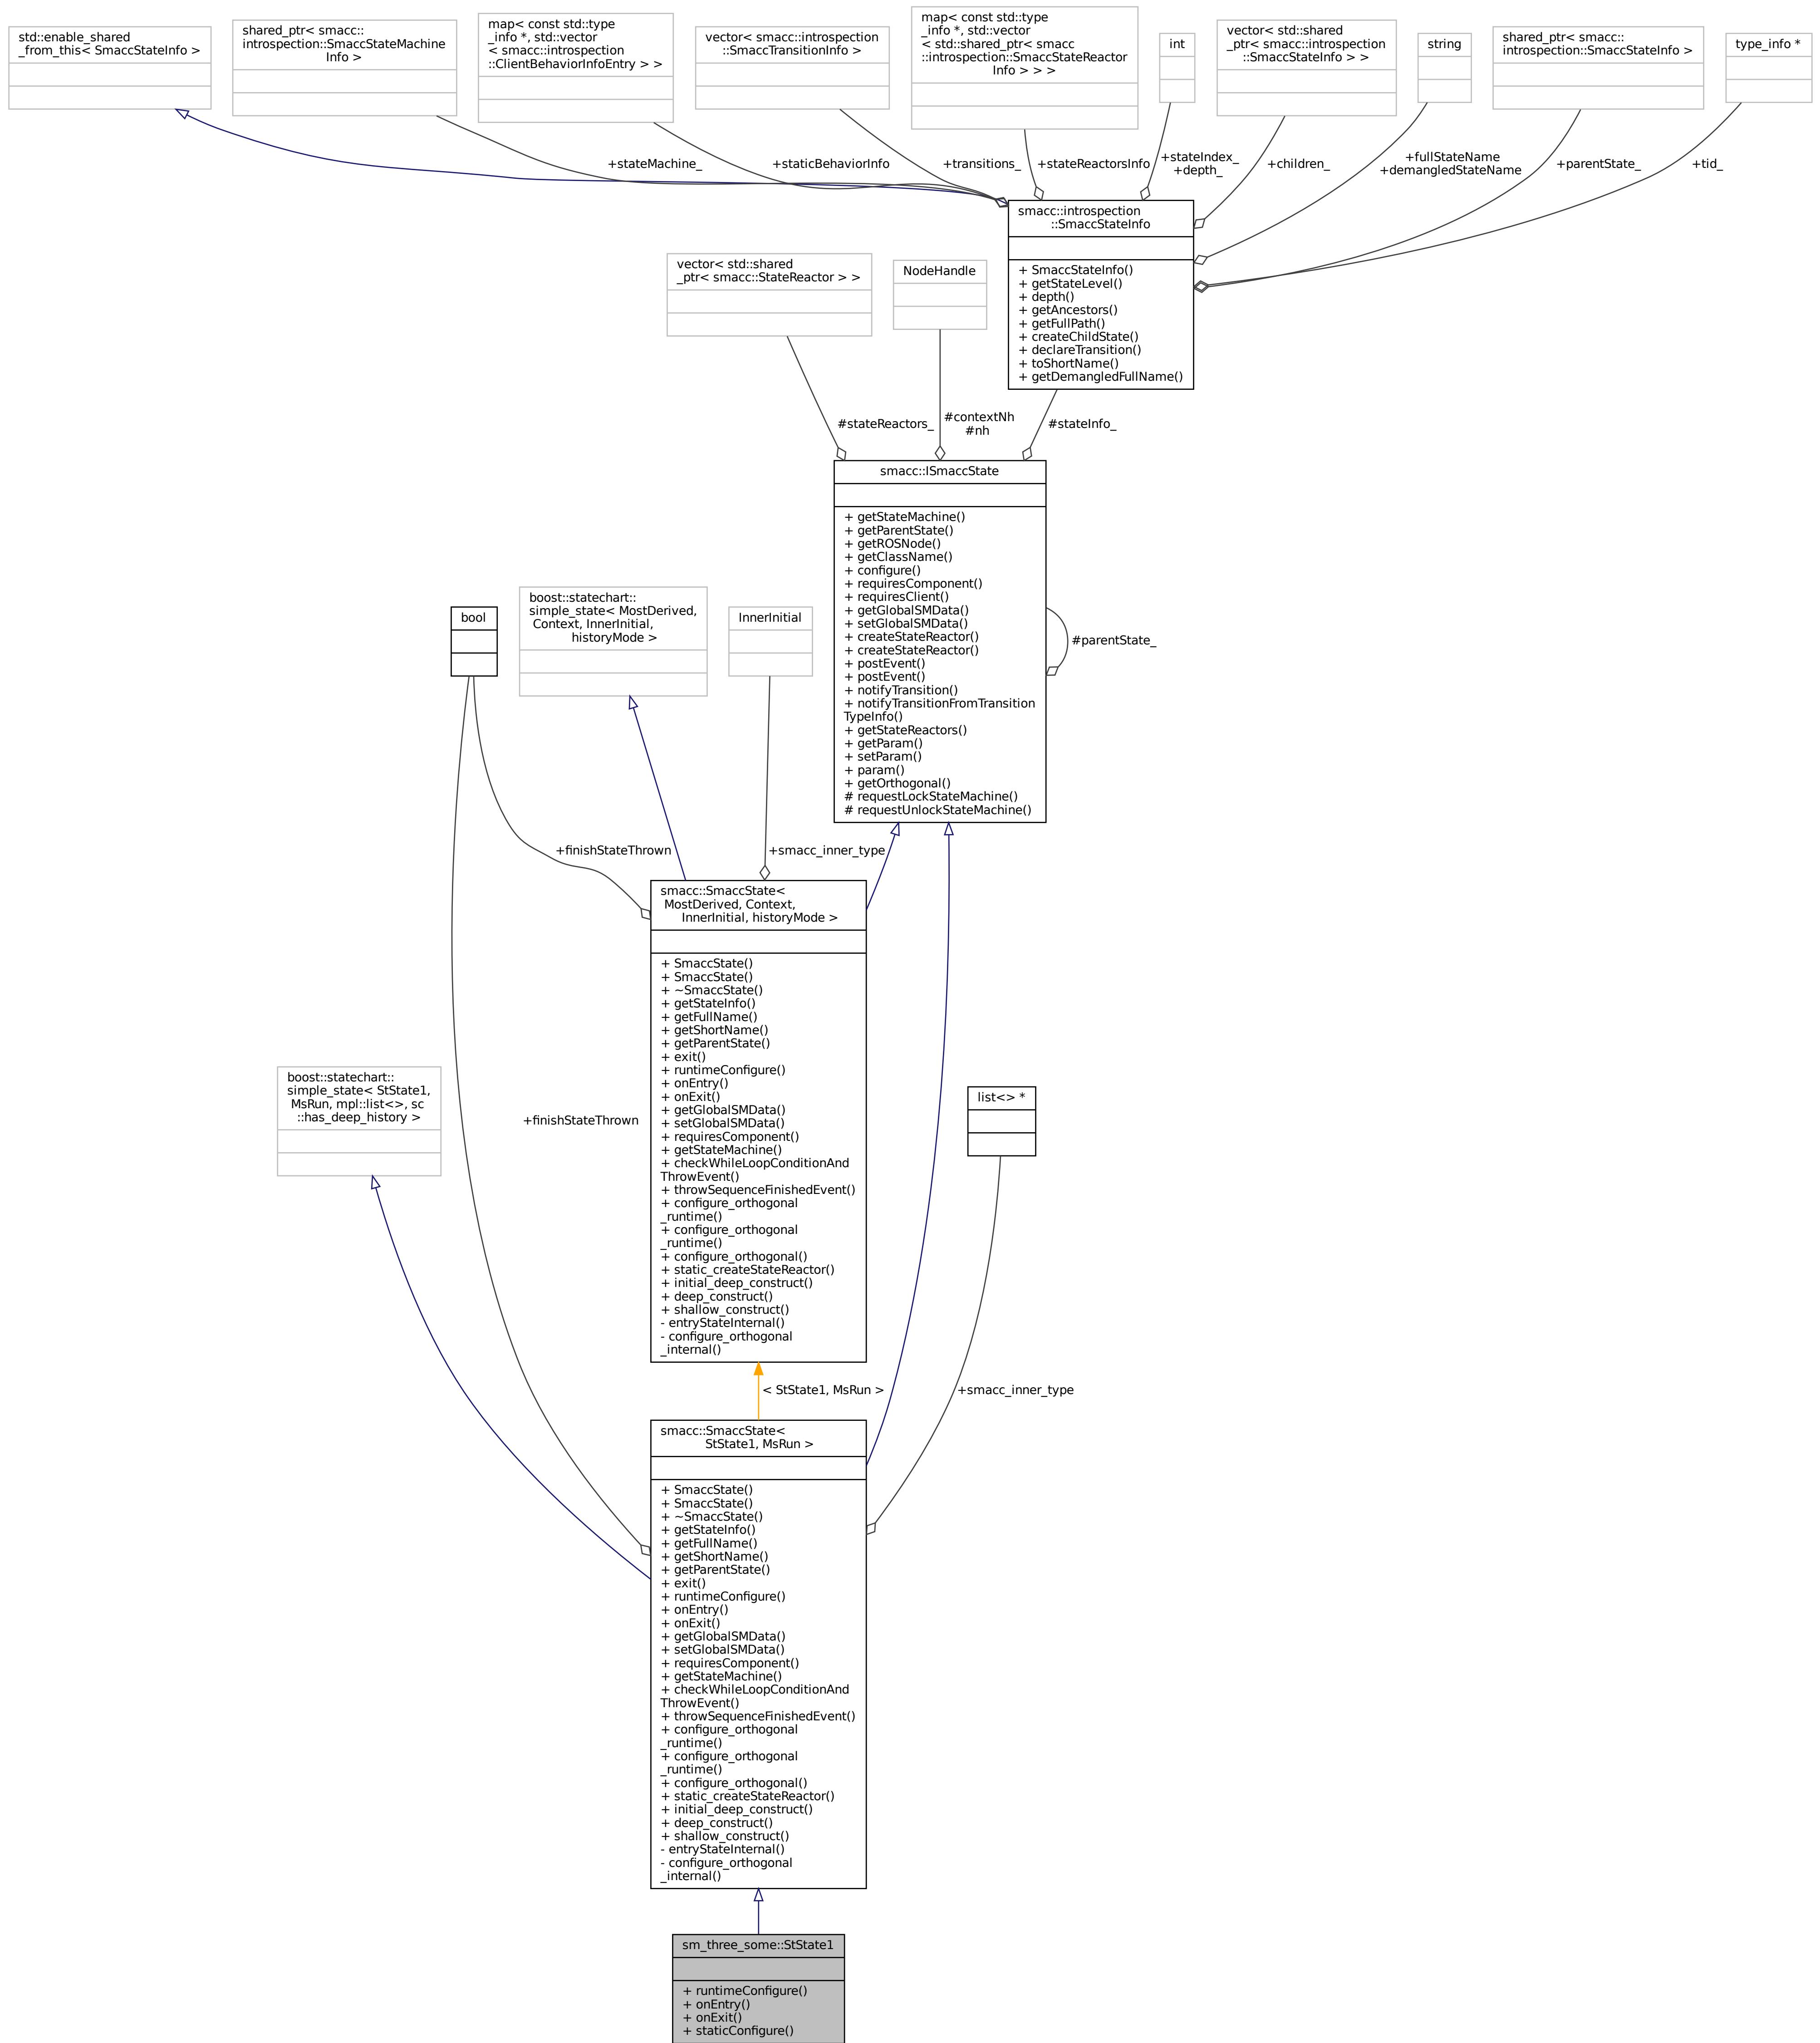 std::enable_shared
_from_this< SmaccStateInfo >
shared_ptr< smacc::
introspection::SmaccStateMachine
Info >
map< const std::type
_info *, std::vector
< smacc::introspection
::ClientBehaviorInfoEntry > >
vector< smacc::introspection
::SmaccTransitionInfo >
map< const std::type
_info *, std::vector
< std::shared_ptr< smacc
::introspection::SmaccStateReactor
Info > > >
int
vector< std::shared
_ptr< smacc::introspection
::SmaccStateInfo > >
string
shared_ptr< smacc::
introspection::SmaccStateInfo >
type_info *
+stateMachine_
+staticBehaviorInfo
+transitions_
+stateReactorsInfo
+stateIndex_
+depth_
+children_
+fullStateName
+demangledStateName
+parentState_
+tid_
smacc::introspection
::SmaccStateInfo
+ SmaccStateInfo()
+ getStateLevel()
+ depth()
+ getAncestors()
+ getFullPath()
+ createChildState()
+ declareTransition()
+ toShortName()
+ getDemangledFullName()
vector< std::shared
_ptr< smacc::StateReactor > >
NodeHandle
#stateReactors_
#contextNh
#nh
#stateInfo_
smacc::ISmaccState
+ getStateMachine()
+ getParentState()
+ getROSNode()
+ getClassName()
+ configure()
+ requiresComponent()
+ requiresClient()
+ getGlobalSMData()
+ setGlobalSMData()
+ createStateReactor()
+ createStateReactor()
+ postEvent()
+ postEvent()
+ notifyTransition()
+ notifyTransitionFromTransition
TypeInfo()
+ getStateReactors()
+ getParam()
+ setParam()
+ param()
+ getOrthogonal()
# requestLockStateMachine()
# requestUnlockStateMachine()
#parentState_
bool
boost::statechart::
simple_state< MostDerived,
Context, InnerInitial,
historyMode >
InnerInitial
+finishStateThrown
+smacc_inner_type
smacc::SmaccState<
MostDerived, Context,
InnerInitial, historyMode >
+ SmaccState()
+ SmaccState()
+ ~SmaccState()
+ getStateInfo()
+ getFullName()
+ getShortName()
+ getParentState()
+ exit()
+ runtimeConfigure()
+ onEntry()
+ onExit()
+ getGlobalSMData()
+ setGlobalSMData()
+ requiresComponent()
+ getStateMachine()
+ checkWhileLoopConditionAnd
ThrowEvent()
+ throwSequenceFinishedEvent()
+ configure_orthogonal
_runtime()
+ configure_orthogonal
_runtime()
+ configure_orthogonal()
+ static_createStateReactor()
+ initial_deep_construct()
+ deep_construct()
+ shallow_construct()
- entryStateInternal()
- configure_orthogonal
_internal()
boost::statechart::
simple_state< StState1,
MsRun, mpl::list<>, sc
::has_deep_history >
+finishStateThrown
list<> *
< StState1, MsRun >
+smacc_inner_type
smacc::SmaccState<
StState1, MsRun >
+ SmaccState()
+ SmaccState()
+ ~SmaccState()
+ getStateInfo()
+ getFullName()
+ getShortName()
+ getParentState()
+ exit()
+ runtimeConfigure()
+ onEntry()
+ onExit()
+ getGlobalSMData()
+ setGlobalSMData()
+ requiresComponent()
+ getStateMachine()
+ checkWhileLoopConditionAnd
ThrowEvent()
+ throwSequenceFinishedEvent()
+ configure_orthogonal
_runtime()
+ configure_orthogonal
_runtime()
+ configure_orthogonal()
+ static_createStateReactor()
+ initial_deep_construct()
+ deep_construct()
+ shallow_construct()
- entryStateInternal()
- configure_orthogonal
_internal()
sm_three_some::StState1
+ runtimeConfigure()
+ onEntry()
+ onExit()
+ staticConfigure()